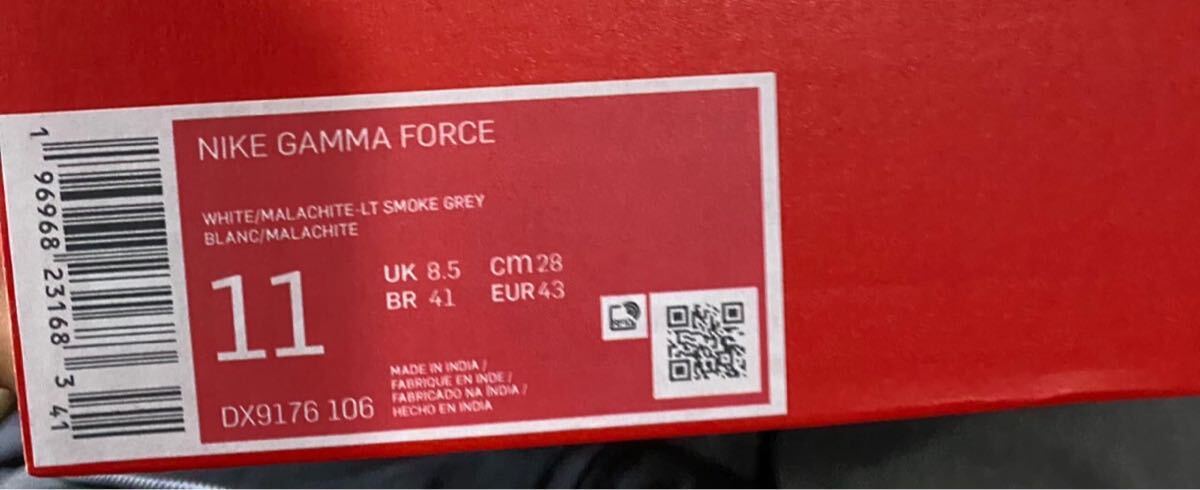 NIKE GAMMA FORCE
WHITE/MALACHITE-LT SMOKE GREY
BLANC/MALACHITE
11
UK 8.5 cm 28
BR 41 EUR 43
MADE IN INDIA /
FABRIQUE EN INDE /
FABRICADO NA INDIA /
HECHO EN INDIA
DX9176 106
1 96968 23168 3 41